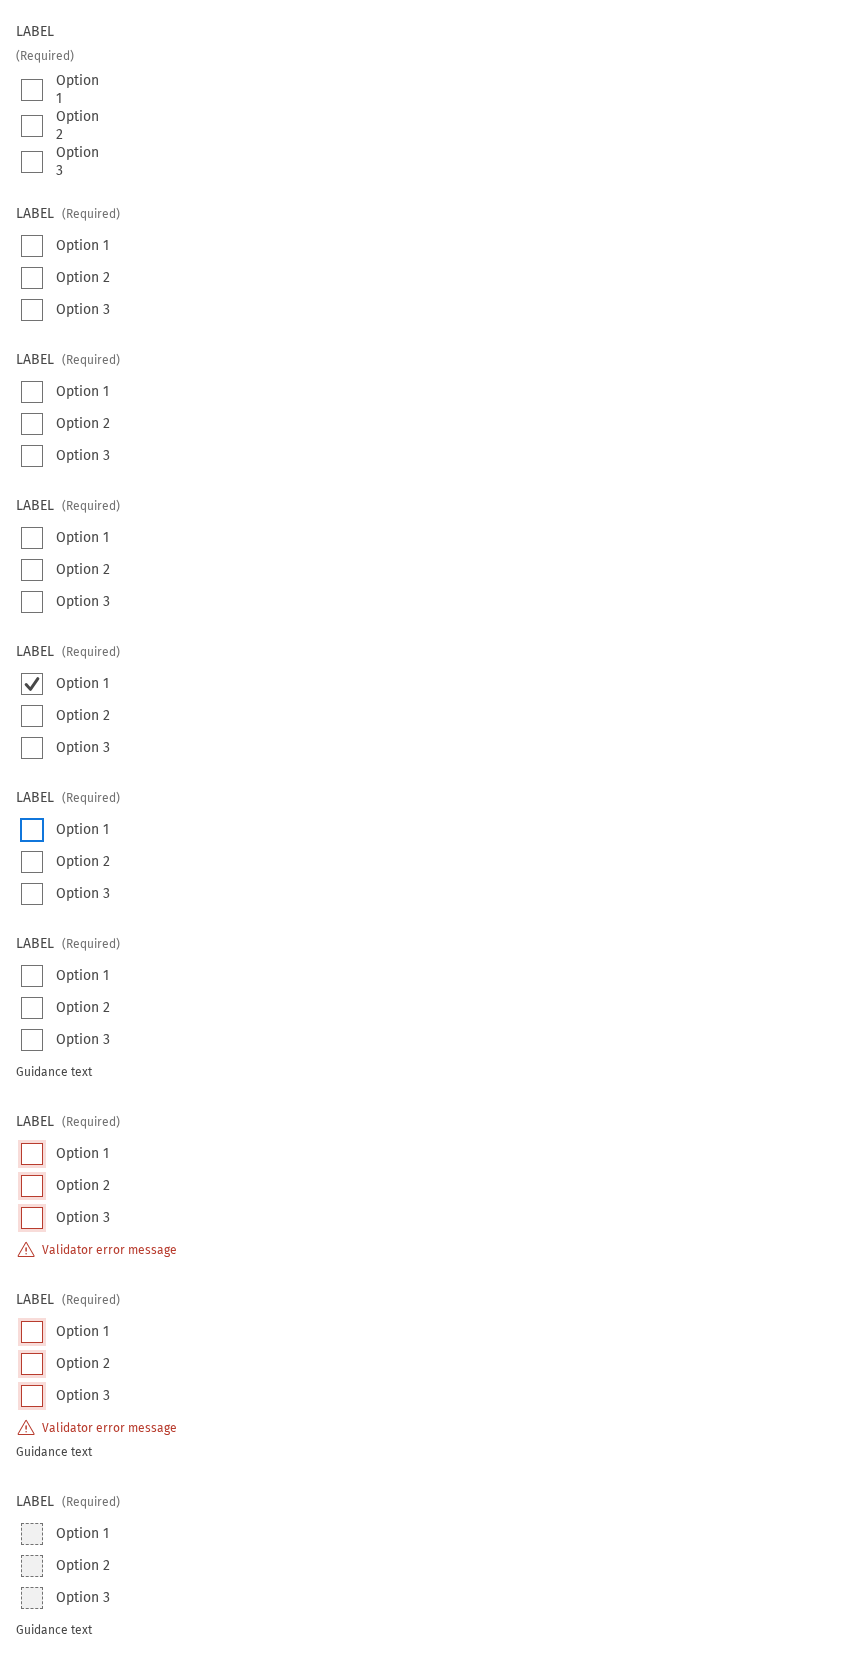 LABEL
(Required)
Option
1
Option
2
Option
3
LABEL (Required)
Option 1
Option 2
Option 3
LABEL (Required)
Option 1
Option 2
Option 3
LABEL (Required)
Option 1
Option 2
Option 3
LABEL (Required)
Option 1
Option 2
Option 3
LABEL (Required)
Option 1
Option 2
Option 3
LABEL (Required)
Option 1
Option 2
Option 3
Guidance text
LABEL (Required)
Option 1
Option 2
Option 3
Validator error message
LABEL (Required)
Option 1
Option 2
Option 3
Validator error message
Guidance text
LABEL (Required)
Option 1
Option 2
Option 3
Guidance text